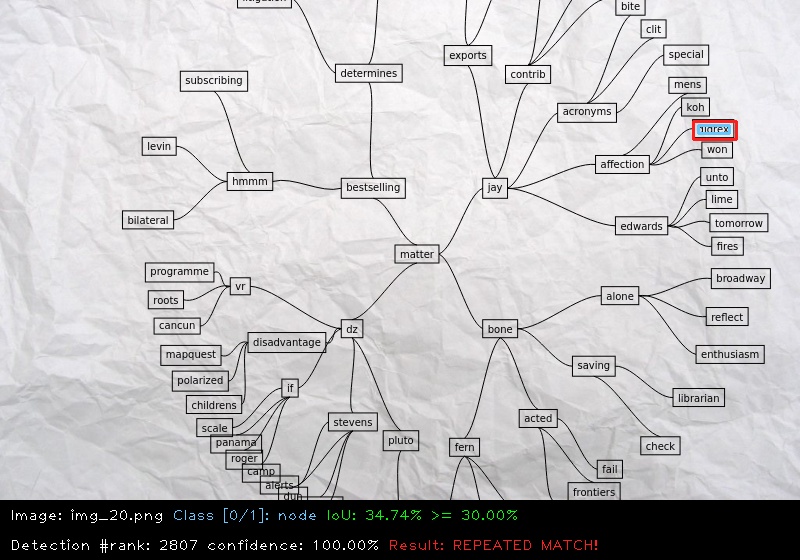 bite
clit
exports
special
determines
contrib
subscribing
mens
acronyms
koh
levin
won
affection
hmmm
bestselling
jay
unto
lime
bilateral
edwards
tomorrow
fires
matter
programme
broadway
vr
alone
roots
reflect
cancun
dz
bone
disadvantage
mapquest
enthusiasm
saving
polarized
if
librarian
childrens
scale
stevens
acted
panama
pluto
fern
check
roger
camp
fail
alerts
frontiers
Image: img_20.png Class [0/1]: node IoU: 34.74% >= 30.00%
Detection #rank: 2807 confidence: 100.00% Result: REPEATED MATCH!